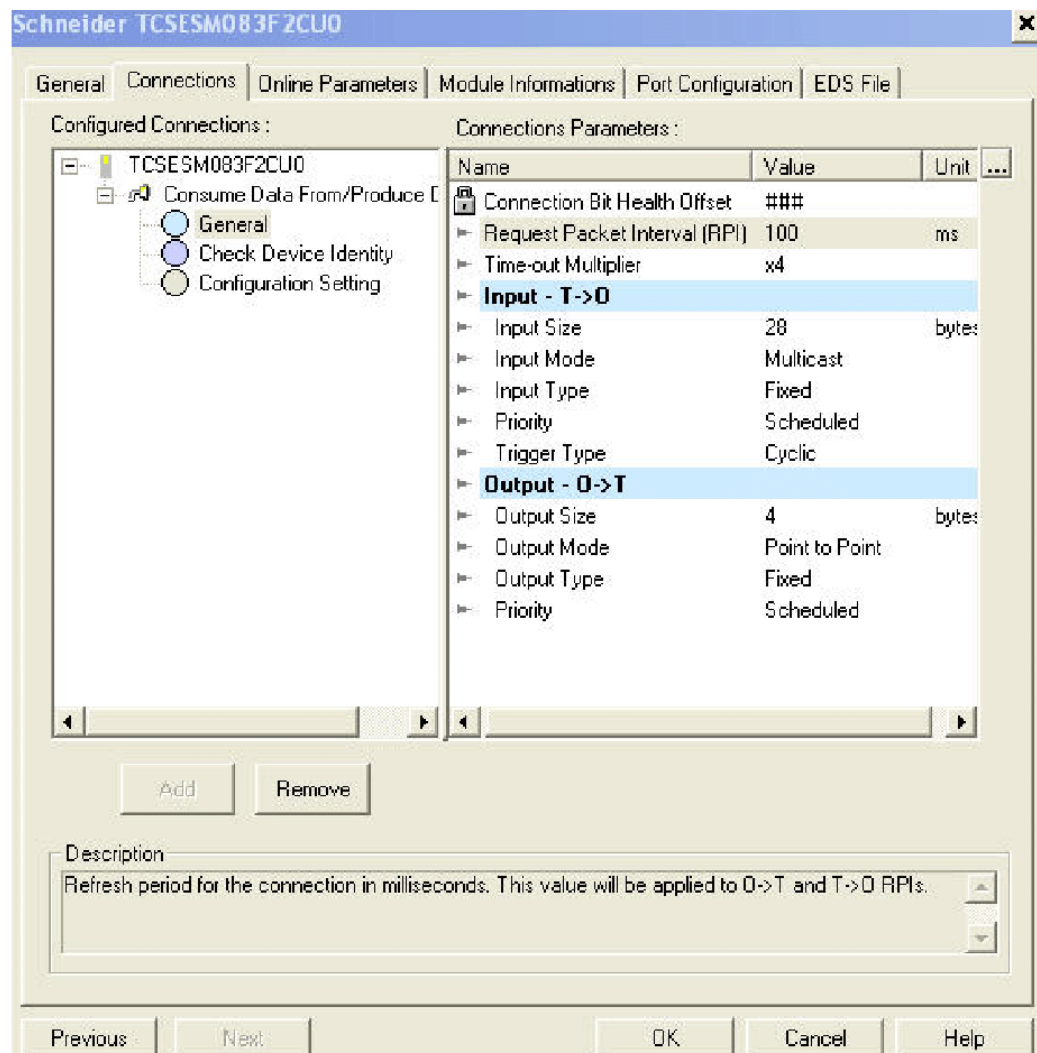 Schneider TCSESM083F2CU0
General Connections Online Parameters Module Informations Port Configuration EDS File
Configured Connections :
TCSESM083F2CU0
Consume Data From/Produce D
General
Check Device Identity
Configuration Setting
Connections Parameters :
Name Value Unit ...
Connection Bit Health Offset ###
Request Packet Interval (RPI) 100 ms
Time-out Multiplier x4
Input - T->O
Input Size 28 bytes
Input Mode Multicast
Input Type Fixed
Priority Scheduled
Trigger Type Cyclic
Output - O->T
Output Size 4 bytes
Output Mode Point to Point
Output Type Fixed
Priority Scheduled
Add Remove
Description
Refresh period for the connection in milliseconds. This value will be applied to O->T and T->O RPIs.
Previous Next OK Cancel Help